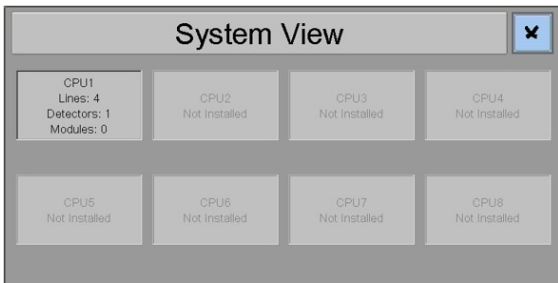 System View
CPU1
Lines: 4
Detectors: 1
Modules: 0
CPU2
Not Installed
CPU3
Not Installed
CPU4
Not Installed
CPU5
Not Installed
CPU6
Not Installed
CPU7
Not Installed
CPU8
Not Installed